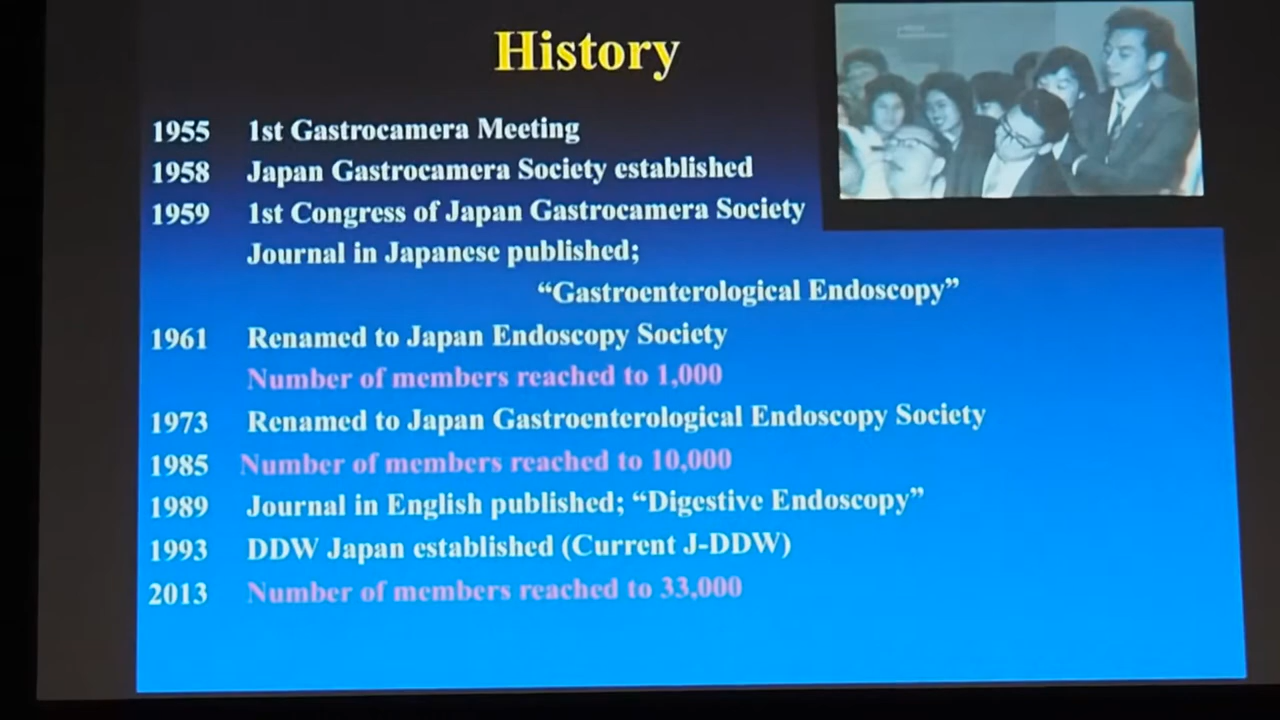 History
1955 1st Gastrocamera Meeting
1958 Japan Gastrocamera Society established
1959 1st Congress of Japan Gastrocamera Society
Journal in Japanese published;
“Gastroenterological Endoscopy”
1961 Renamed to Japan Endoscopy Society
Number of members reached to 1,000
1973 Renamed to Japan Gastroenterological Endoscopy Society
1985 Number of members reached to 10,000
1989 Journal in English published; “Digestive Endoscopy”
1993 DDW Japan established (Current J-DDW)
2013 Number of members reached to 33,000